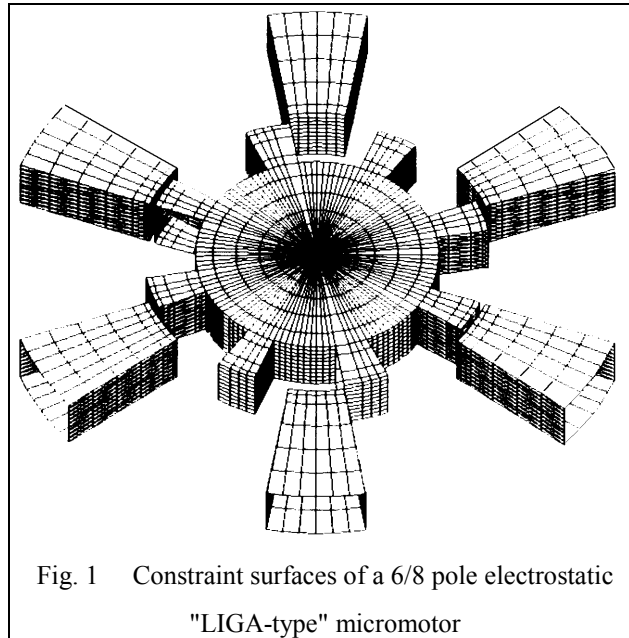 Fig. 1 Constraint surfaces of a 6/8 pole electrostatic
"LIGA-type" micromotor